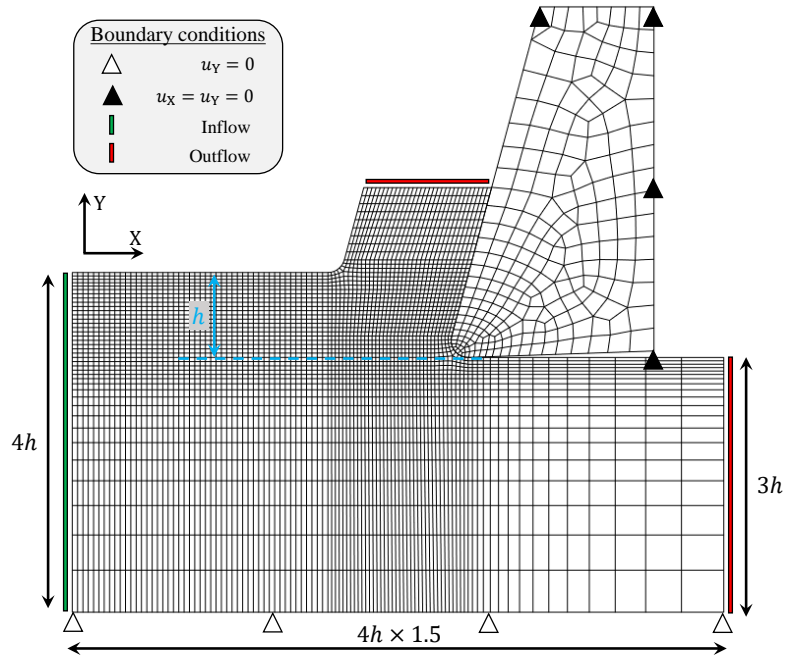 Boundary conditions
u_Y = 0
u_X = u_Y = 0
Inflow
Outflow
Y
X
h
4h
3h
4h × 1.5